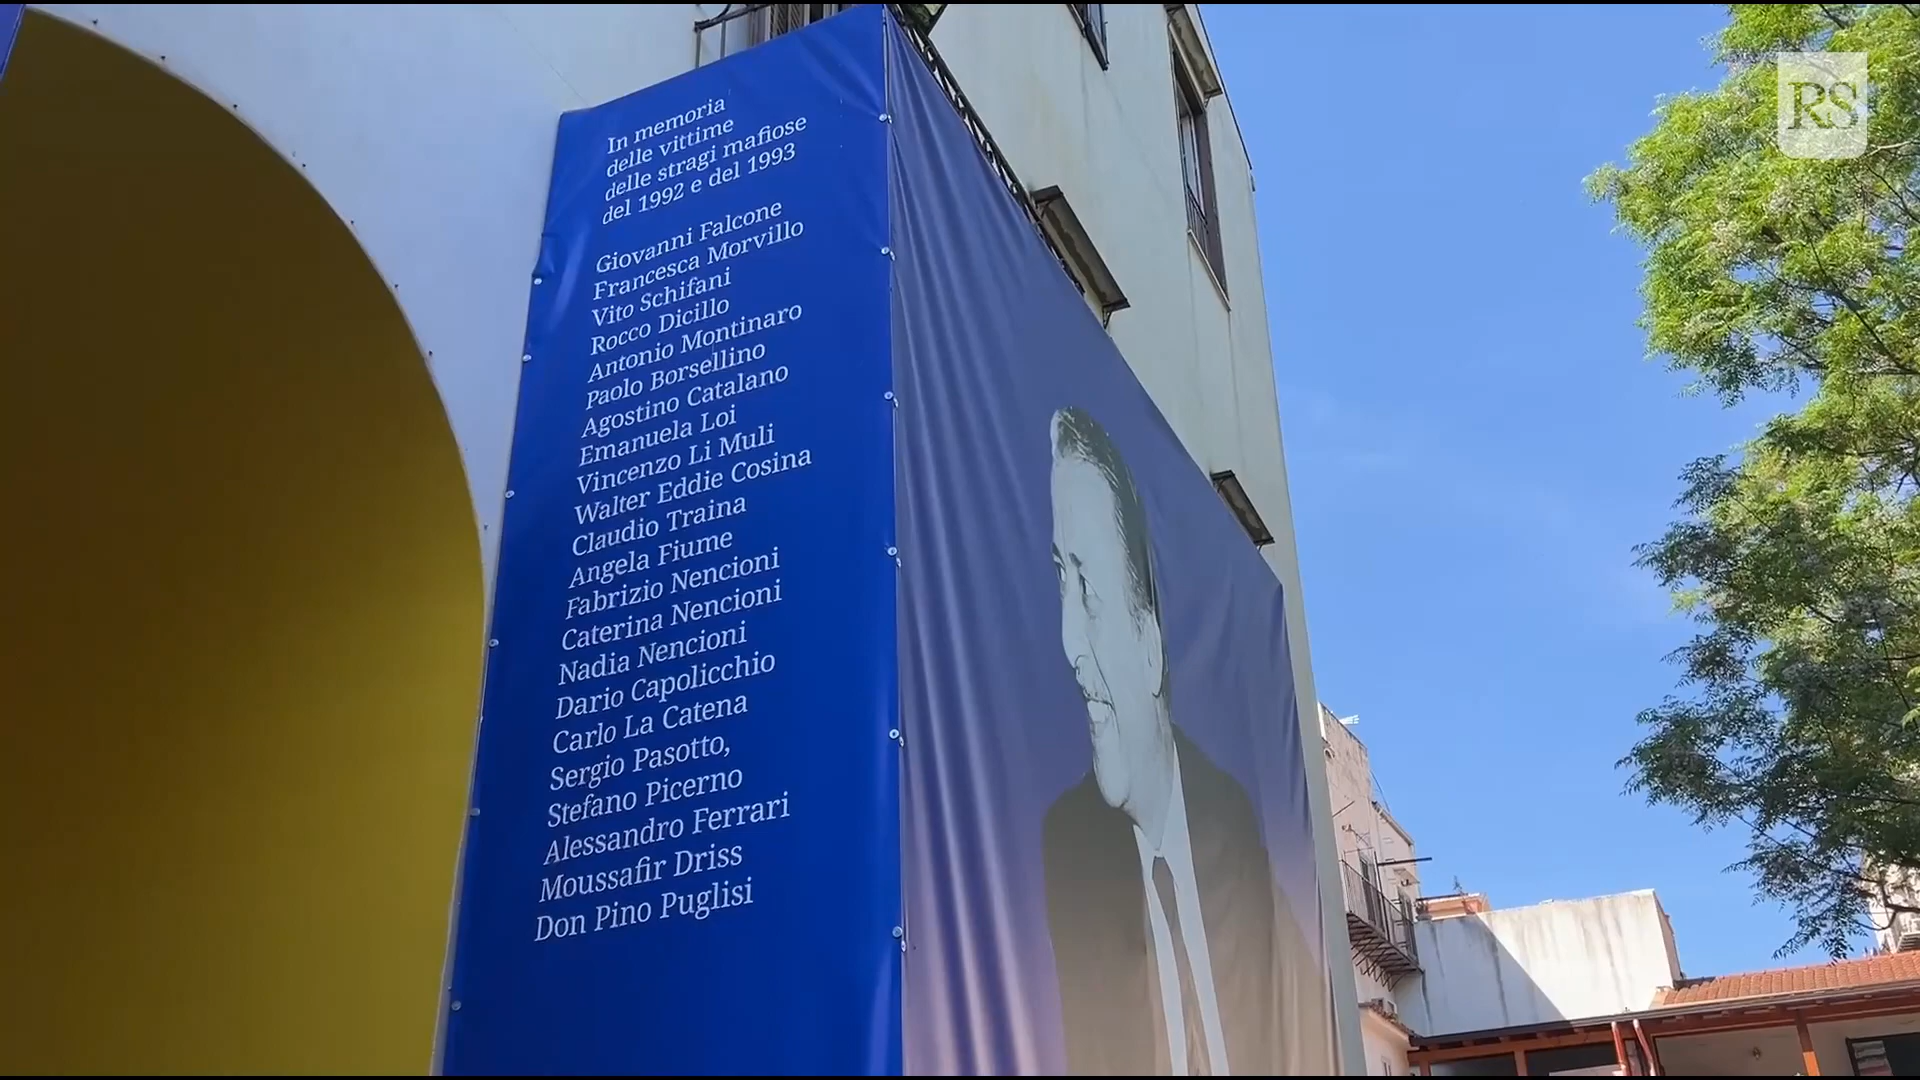 In memoria
delle vittime
delle stragi mafiose
del 1992 e del 1993
Giovanni Falcone
Francesca Morvillo
Vito Schifani
Rocco Dicillo
Antonio Montinaro
Paolo Borsellino
Agostino Catalano
Emanuela Loi
Vincenzo Li Muli
Walter Eddie Cosina
Claudio Traina
Angela Fiume
Fabrizio Nencioni
Caterina Nencioni
Nadia Nencioni
Dario Capolicchio
Carlo La Catena
Sergio Pasotto,
Stefano Picerno
Alessandro Ferrari
Moussafir Driss
Don Pino Puglisi
RS